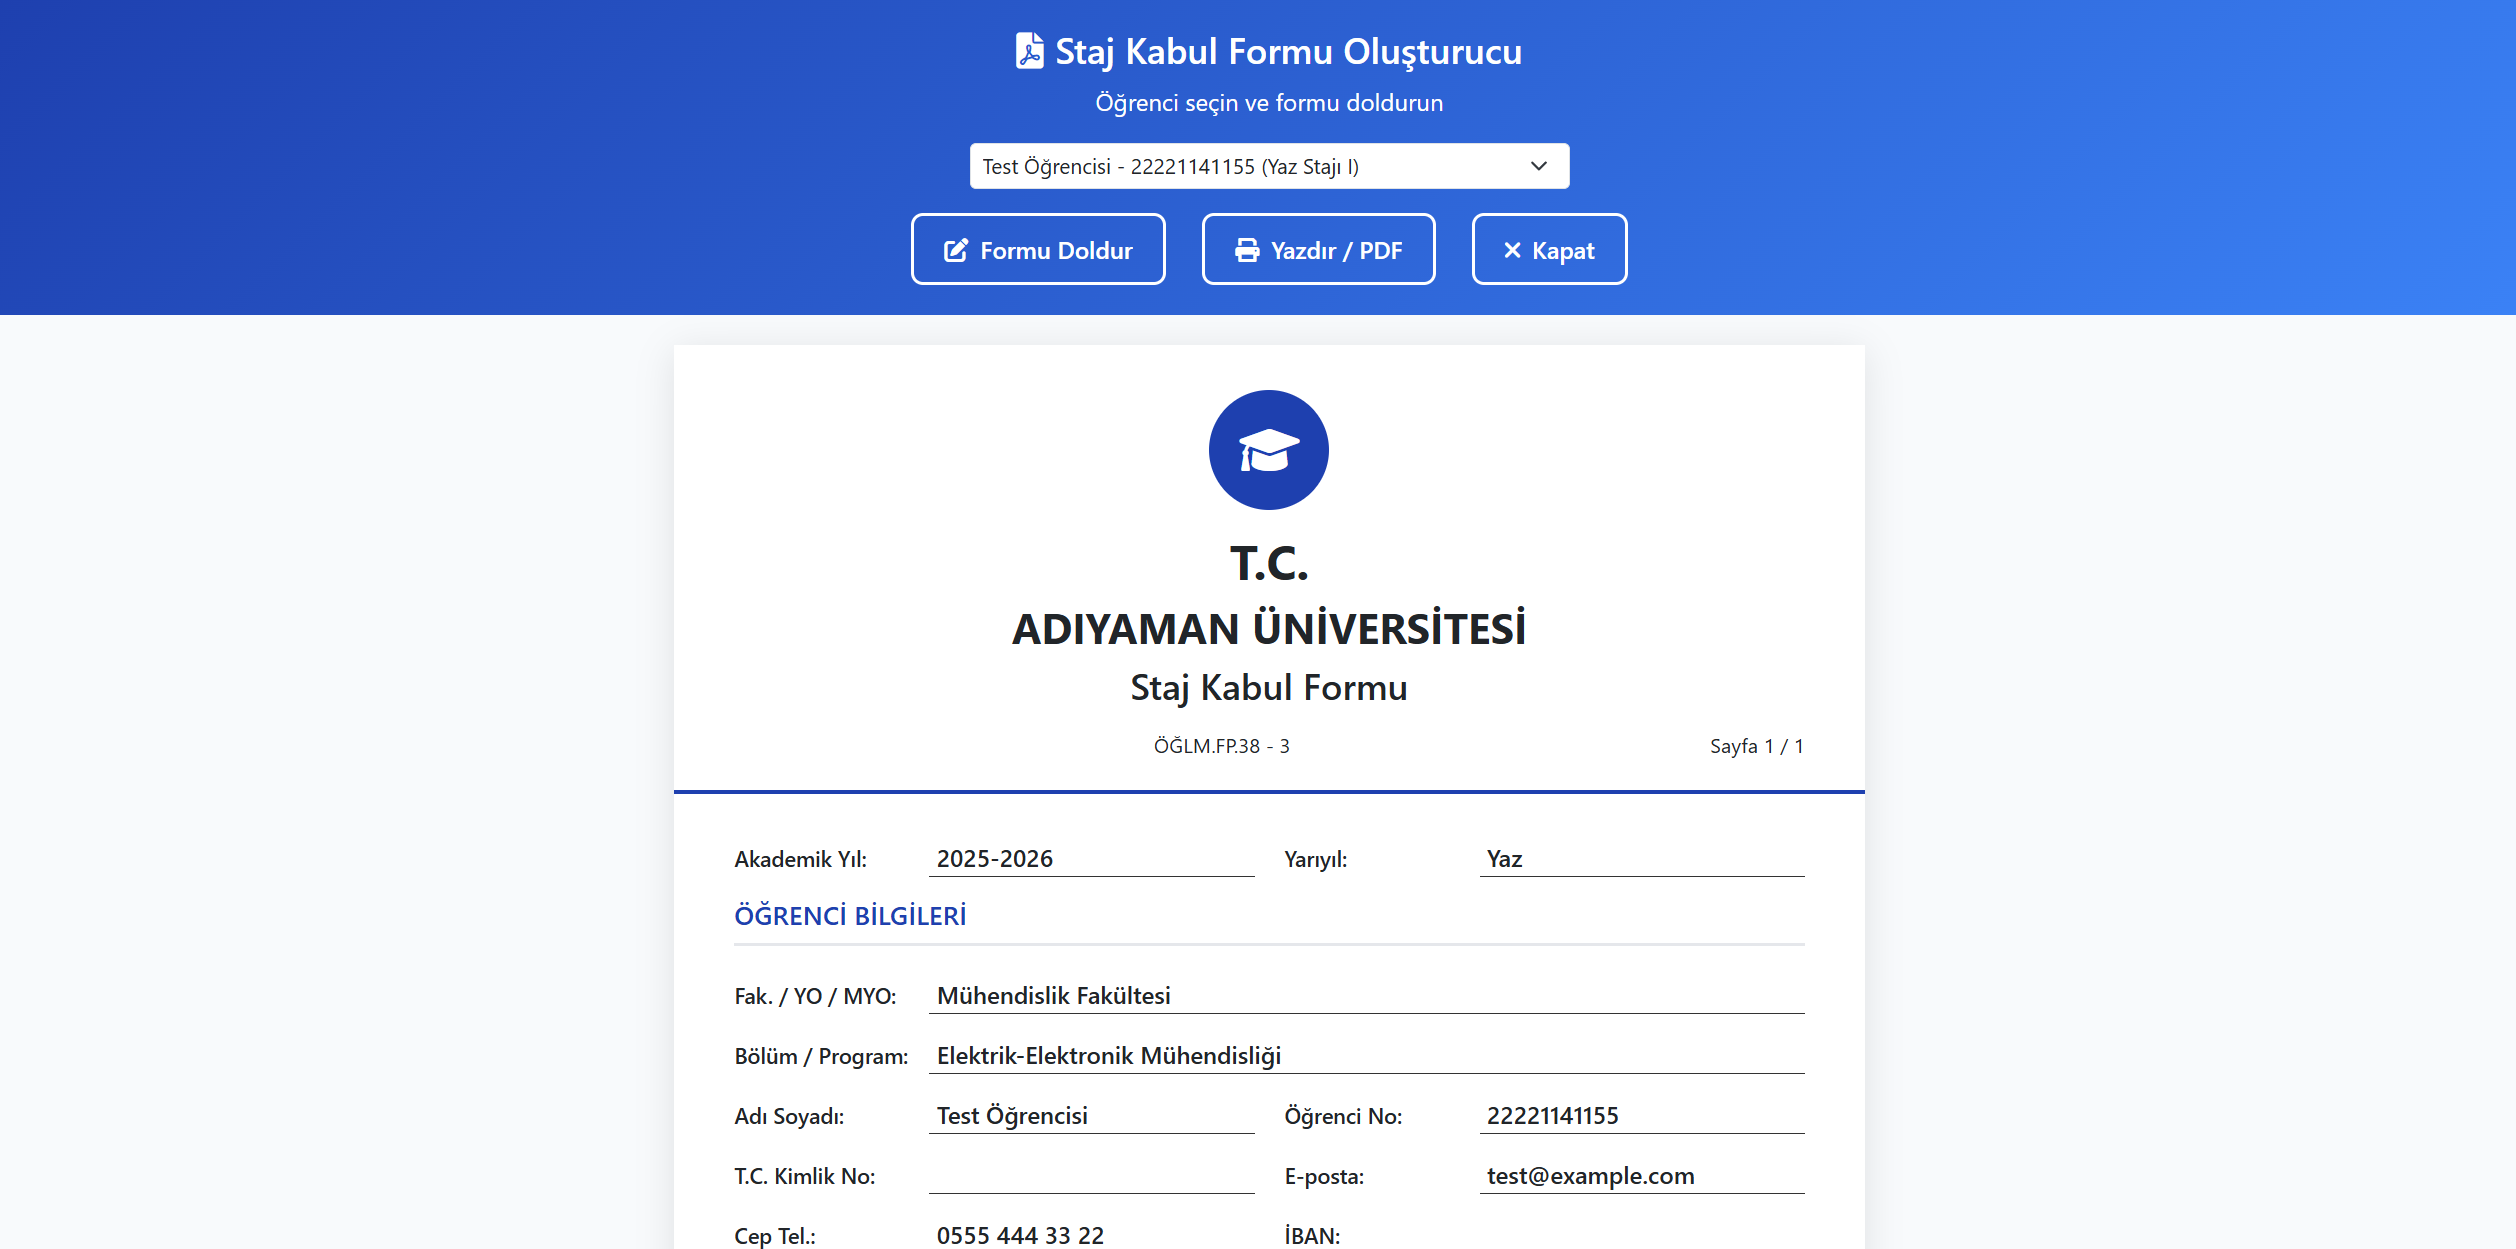 Staj Kabul Formu Oluşturucu
Öğrenci seçin ve formu doldurun
Test Öğrencisi - 22221141155 (Yaz Stajı I)
Formu Doldur
Yazdır / PDF
Kapat
T.C.
ADIYAMAN ÜNİVERSİTESİ
Staj Kabul Formu
ÖĞLM.FP.38 - 3 Sayfa 1 / 1
Akademik Yıl: 2025-2026 Yarıyıl: Yaz
ÖĞRENCİ BİLGİLERİ
Fak. / YO / MYO: Mühendislik Fakültesi
Bölüm / Program: Elektrik-Elektronik Mühendisliği
Adı Soyadı: Test Öğrencisi Öğrenci No: 22221141155
T.C. Kimlik No: E-posta: test@example.com
Cep Tel.: 0555 444 33 22 İBAN: